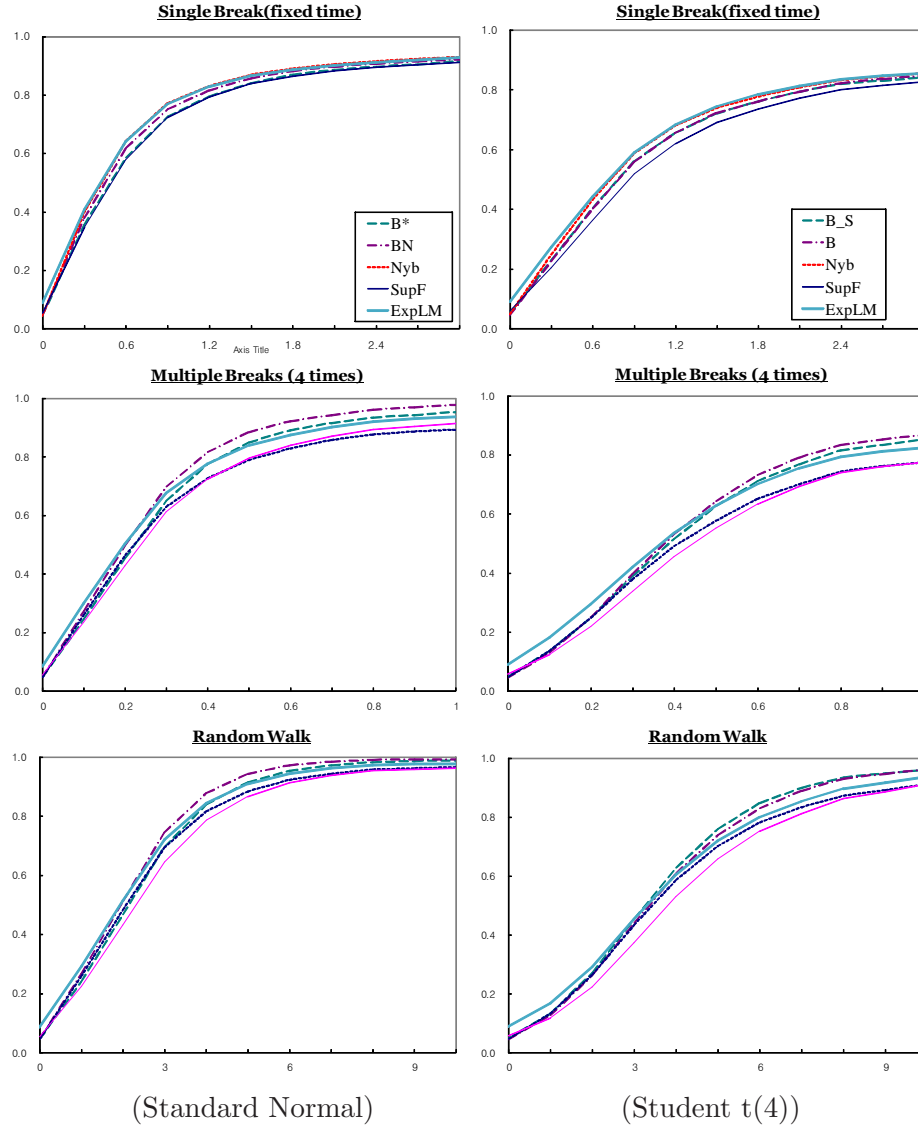 Single Break(fixed time)
1.0
0.8
0.6
0.4
0.2
0.0
B*
BN
Nyb
SupF
ExpLM
0 0.6 1.2 1.8 2.4
Axis Title
Single Break(fixed time)
1.0
0.8
0.6
0.4
0.2
0.0
B_S
B
Nyb
SupF
ExpLM
0 0.6 1.2 1.8 2.4
Multiple Breaks (4 times)
1.0
0.8
0.6
0.4
0.2
0.0
0 0.2 0.4 0.6 0.8 1
Multiple Breaks (4 times)
1.0
0.8
0.6
0.4
0.2
0.0
0 0.2 0.4 0.6 0.8
Random Walk
1.0
0.8
0.6
0.4
0.2
0.0
0 3 6 9
Random Walk
1.0
0.8
0.6
0.4
0.2
0.0
0 3 6 9
(Standard Normal)
(Student t(4))